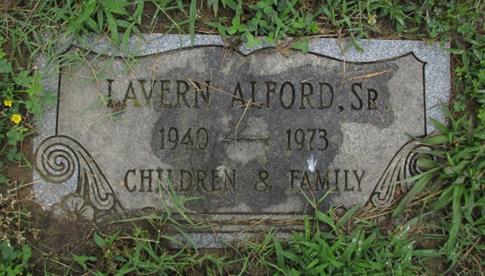 LAVERN ALFORD, SR.
1940 — 1973
CHILDREN & FAMILY